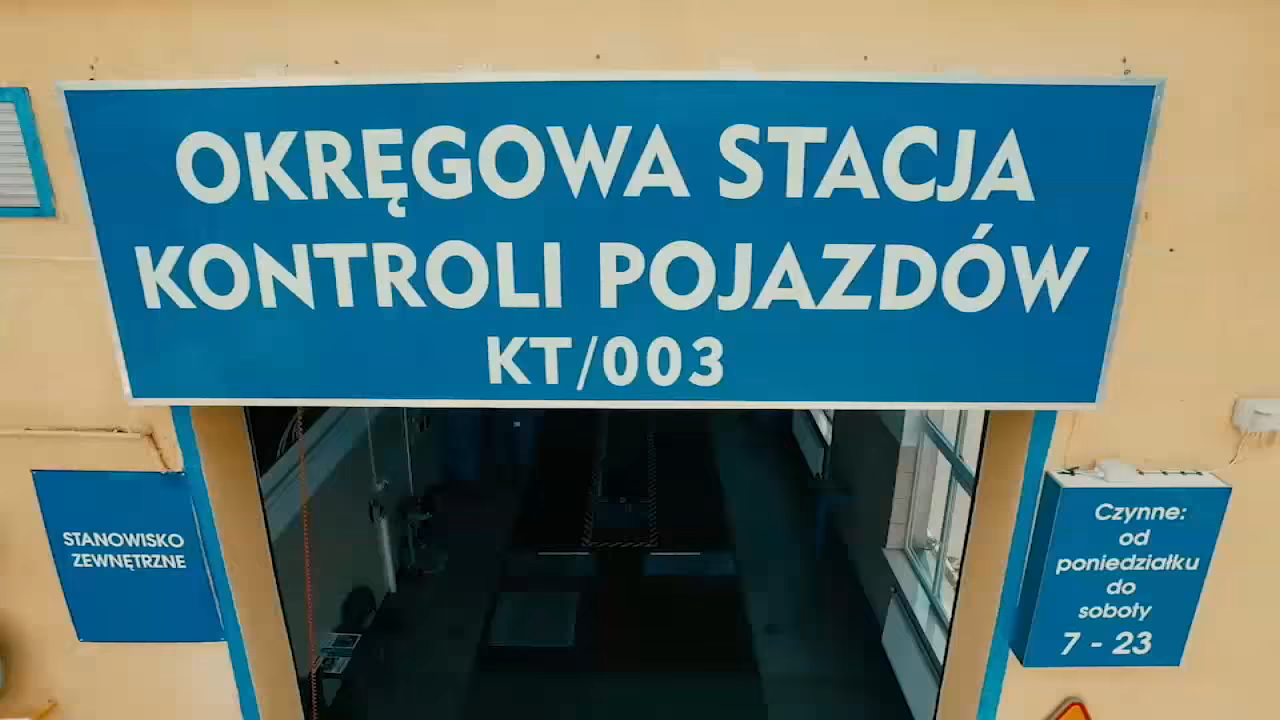 OKRĘGOWA STACJA
KONTROLI POJAZDÓW
KT/003
STANOWISKO
ZEWNĘTRZNE
Czynne:
od
poniedziałku
do
soboty
7 - 23